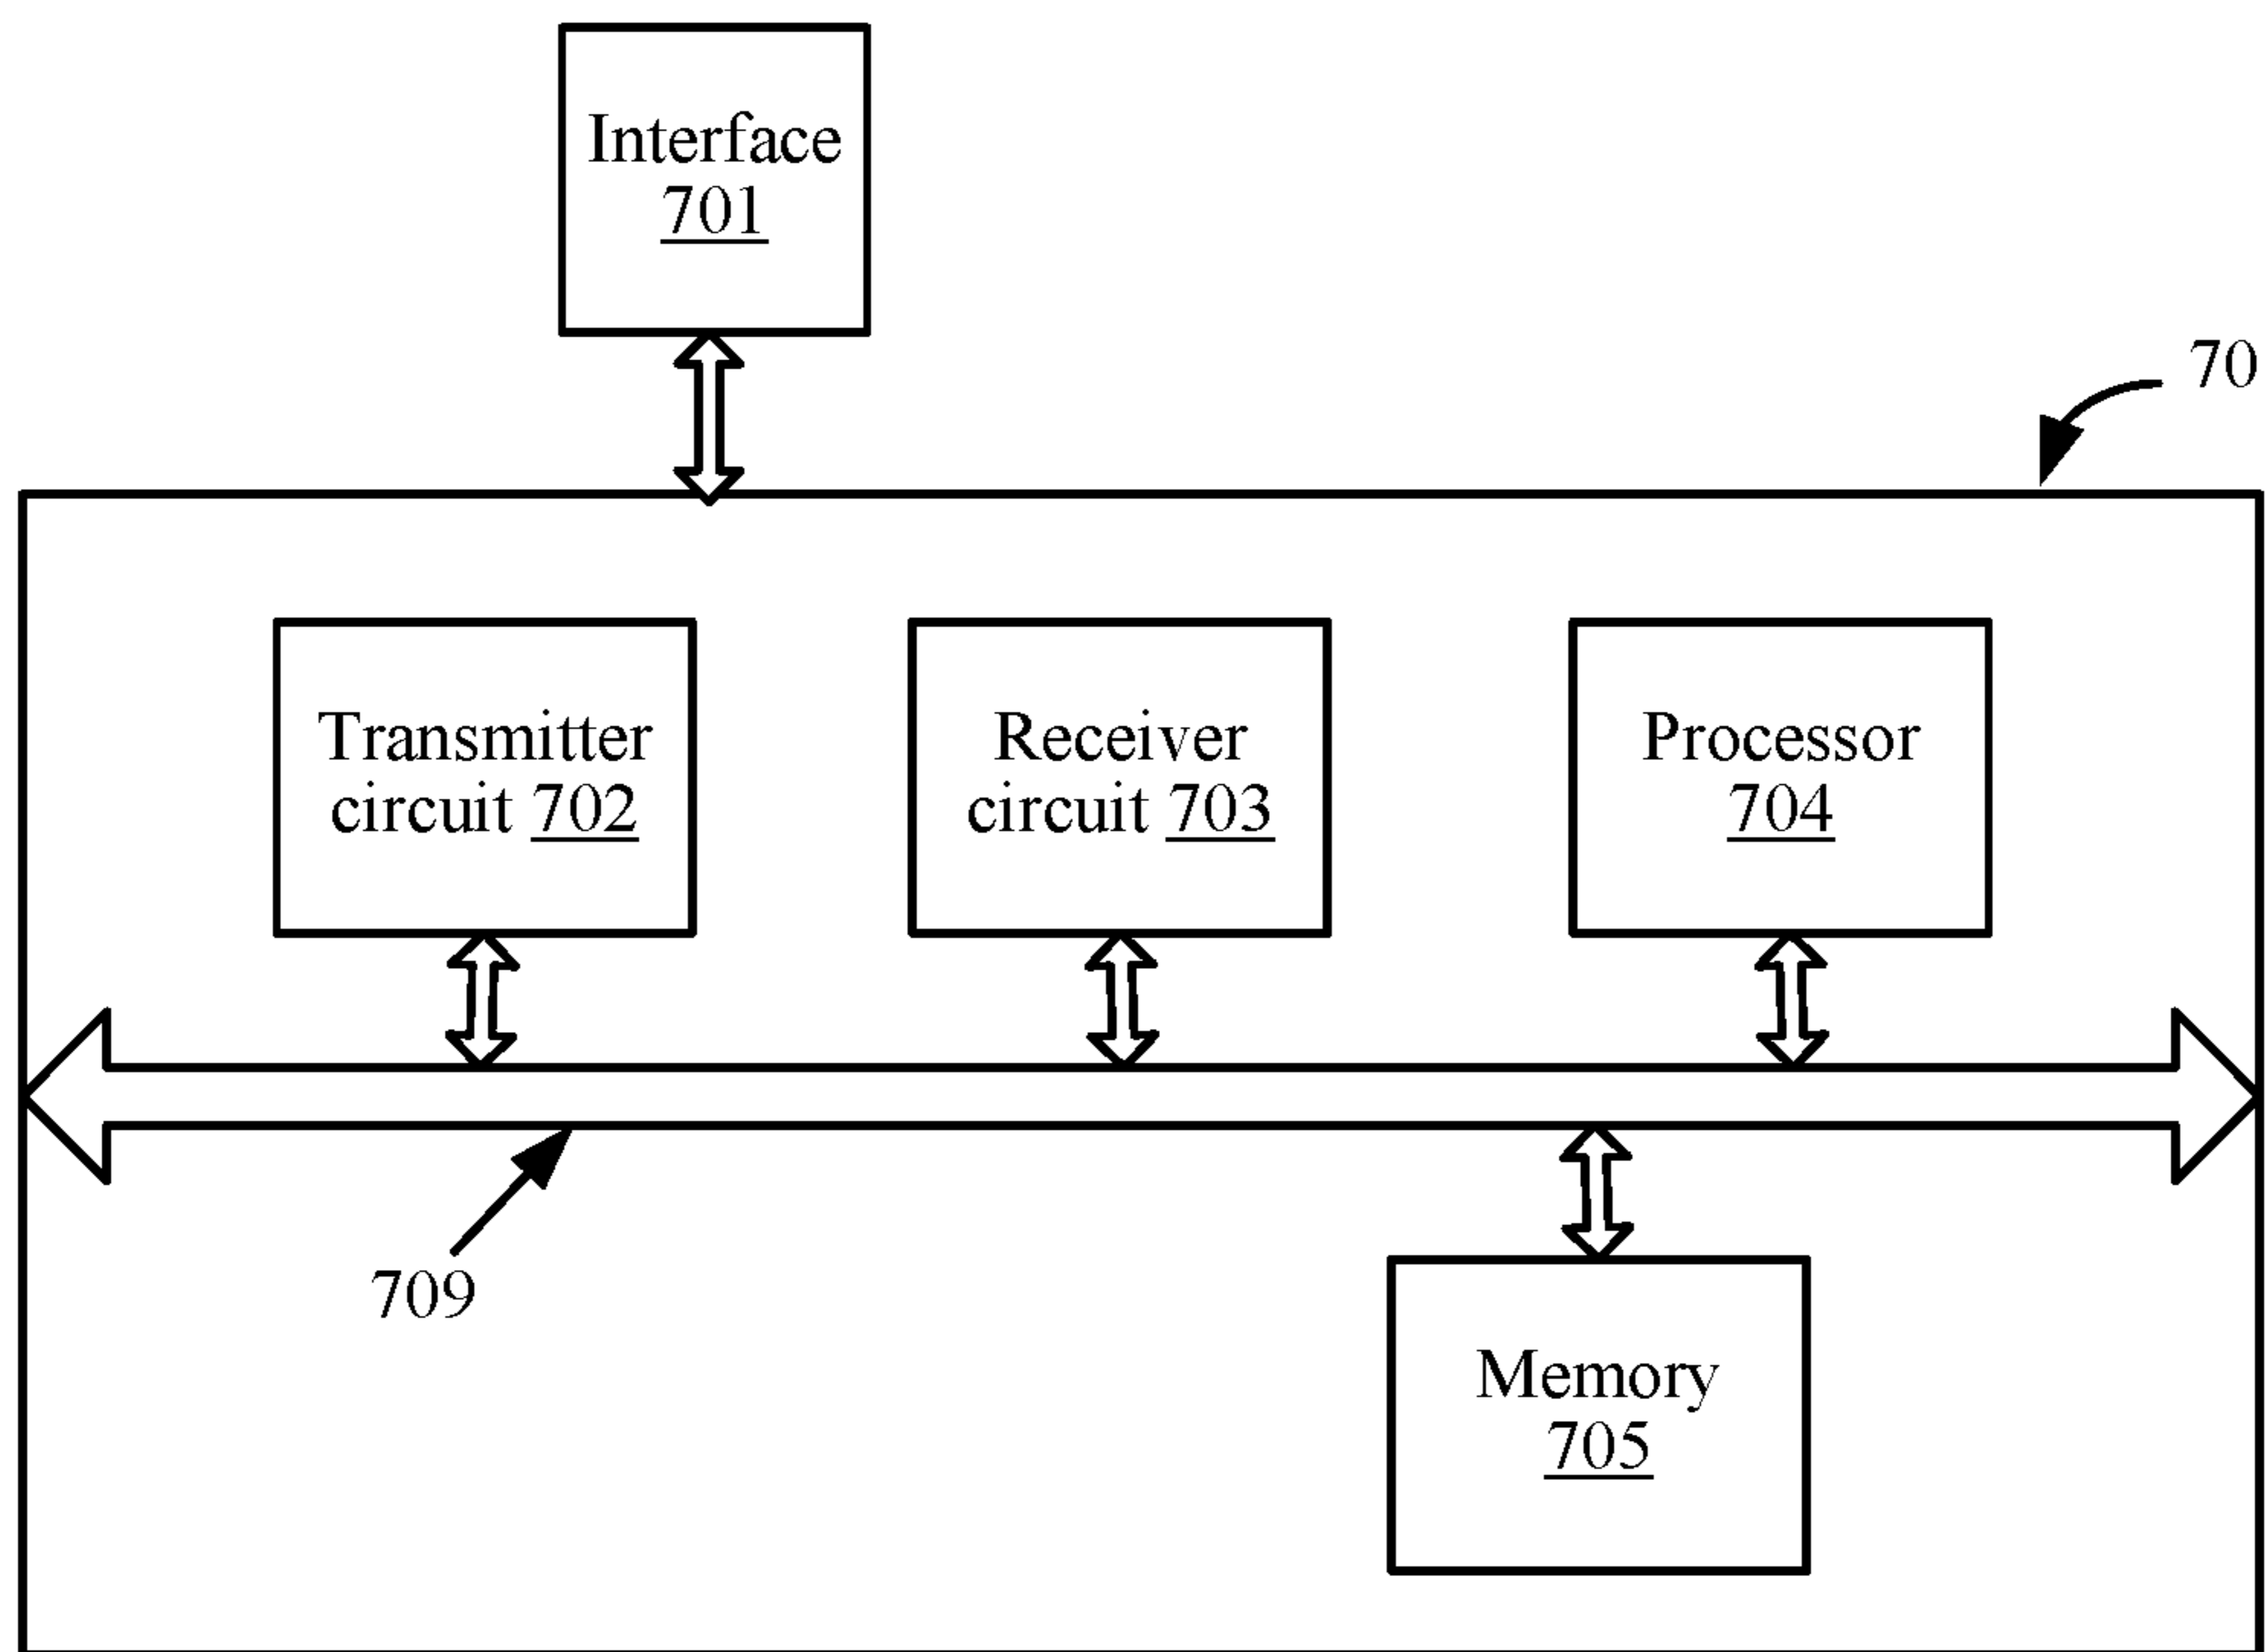 Interface
701
70
Transmitter
circuit 702
Receiver
circuit 703
Processor
704
709
Memory
705